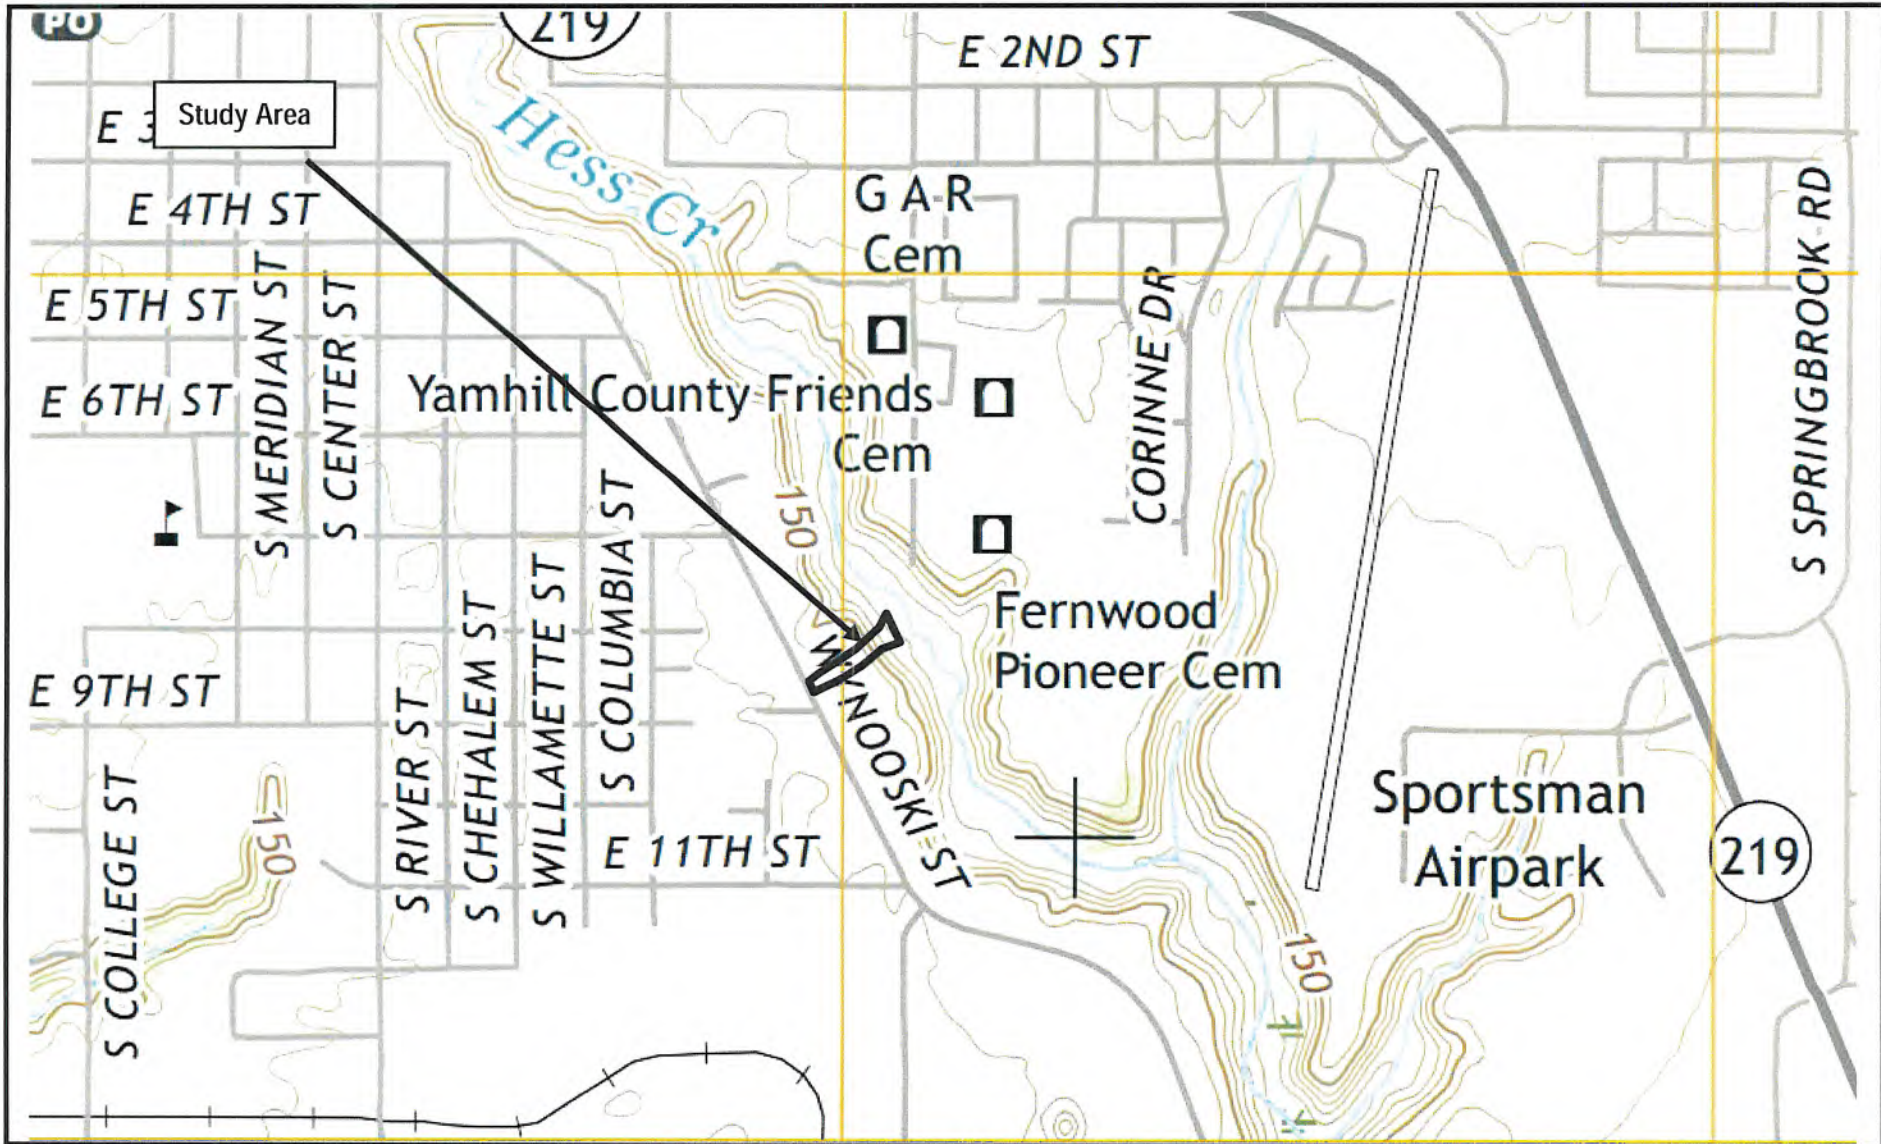 PO
219
E 2ND ST
Study Area
E 3
Hess Cr
G A R
Cem
E 4TH ST
E 5TH ST
S MERIDIAN ST
S CENTER ST
CORINNE DR
S SPRINGBROOK RD
E 6TH ST
Yamhill County Friends
Cem
150
S COLUMBIA ST
S WILLAMETTE ST
S CHEHALEM ST
S RIVER ST
Fernwood
Pioneer Cem
E 9TH ST
WYNOOSKI ST
S COLLEGE ST
150
E 11TH ST
Sportsman
Airpark
219
150